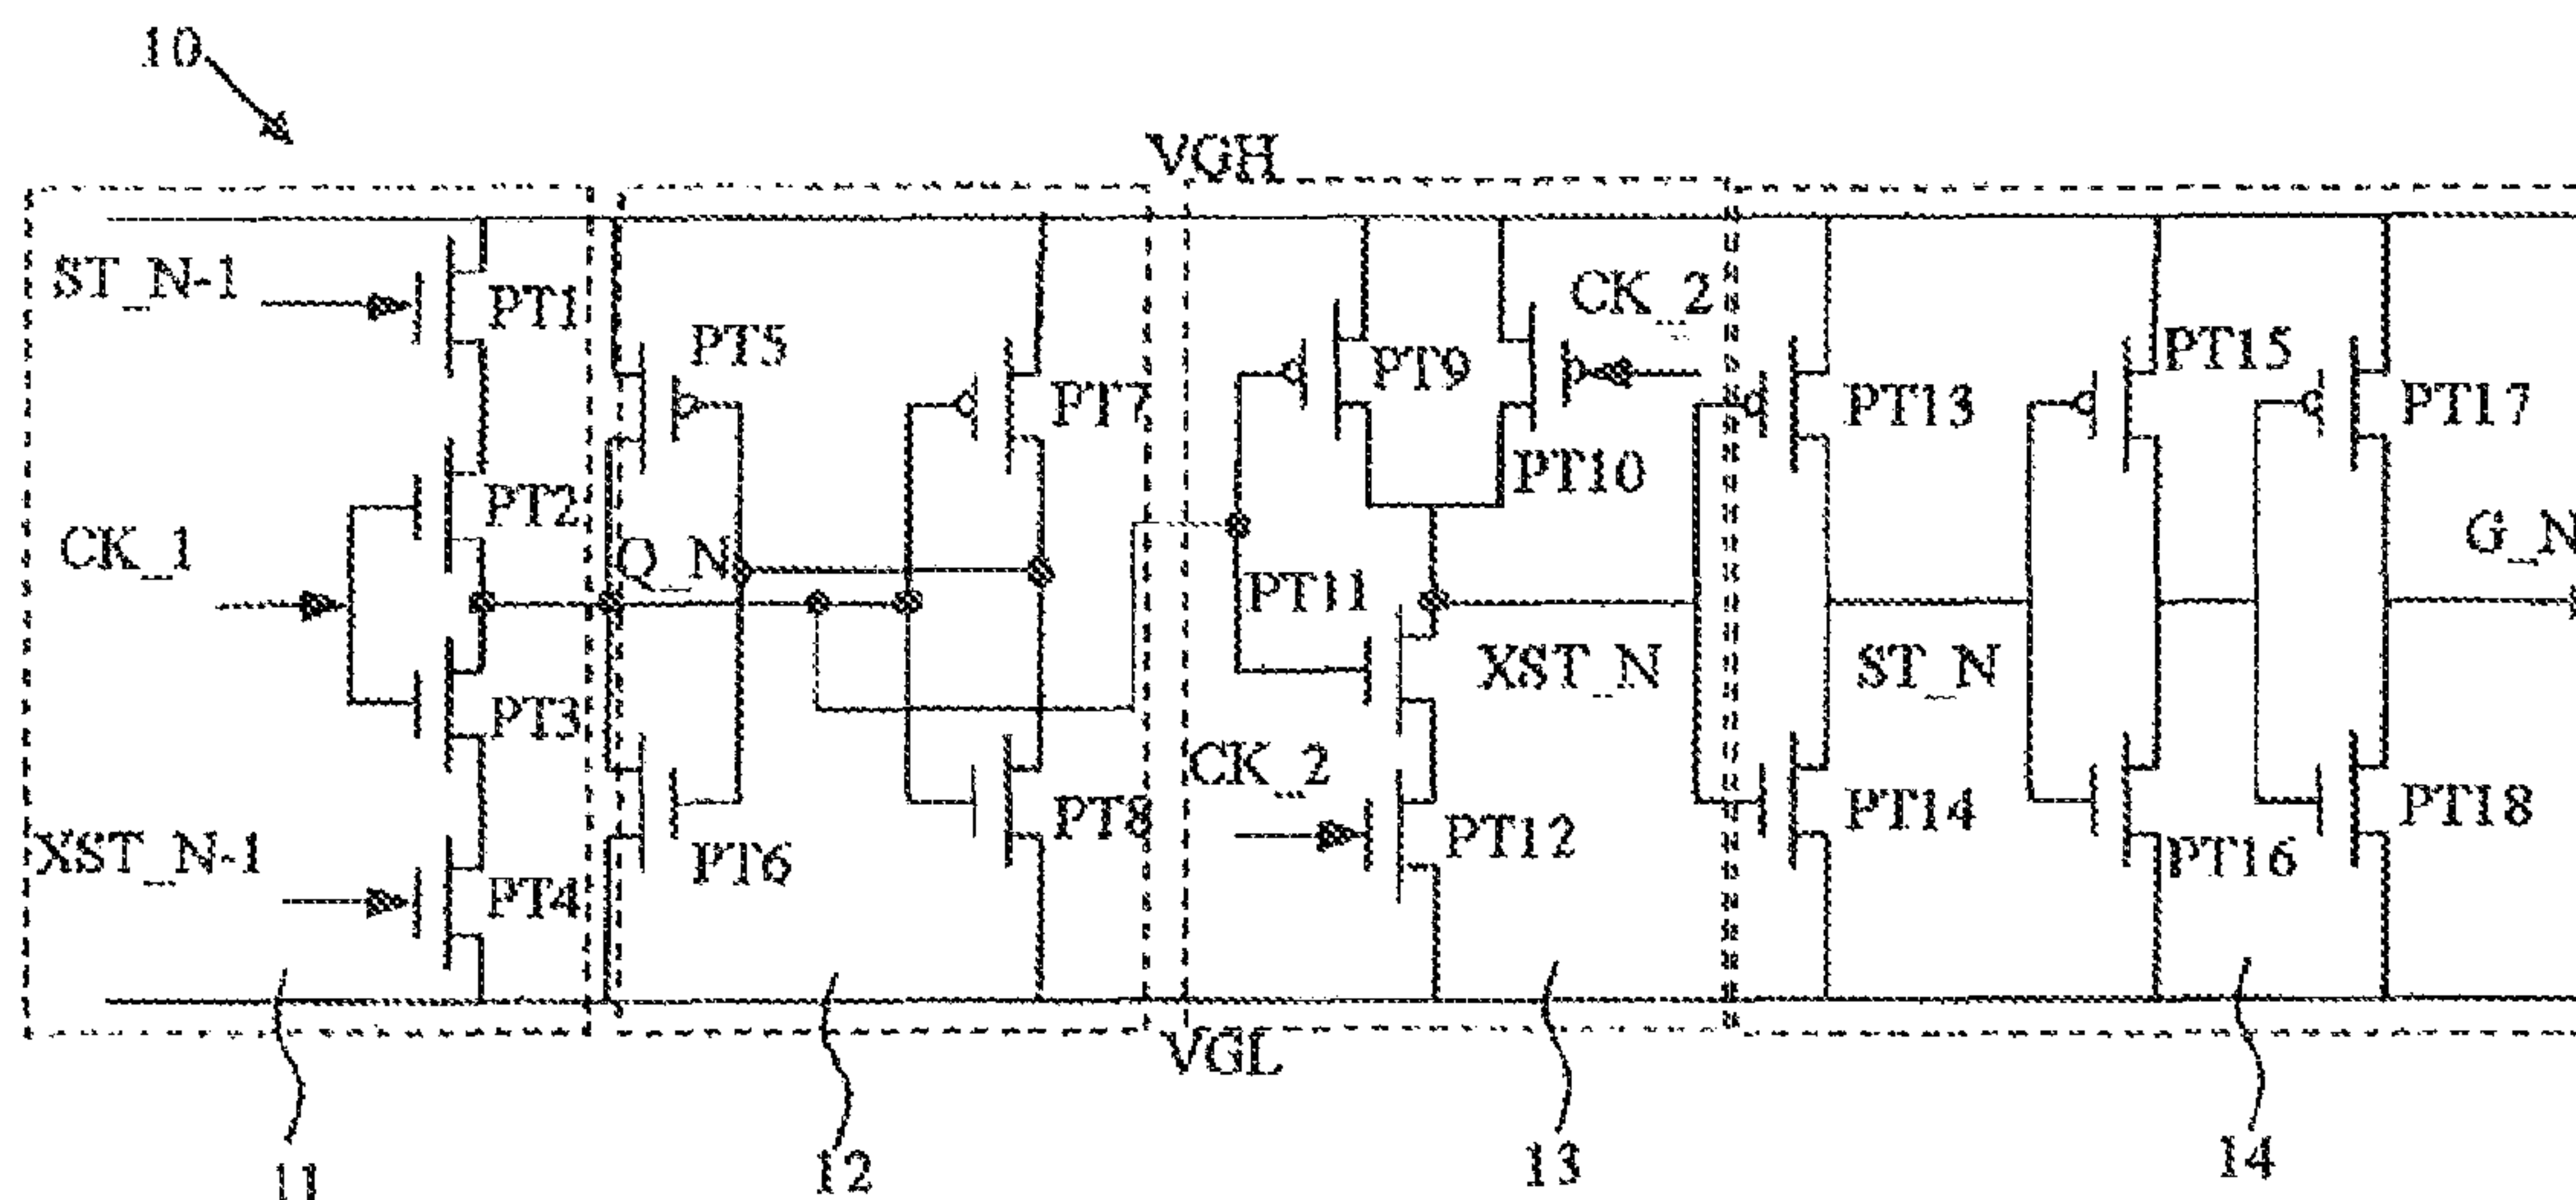 10
VGH
ST_N-1
PT1
PT5
PT7
PT9
CK_2
PT10
PT13
PT15
PT17
CK_1
PT2
Q_N
PT11
G_N
PT3
XST_N
ST_N
CK_2
XST_N-1
PT4
PT6
PT8
PT12
PT14
PT16
PT18
VGL
11
12
13
14